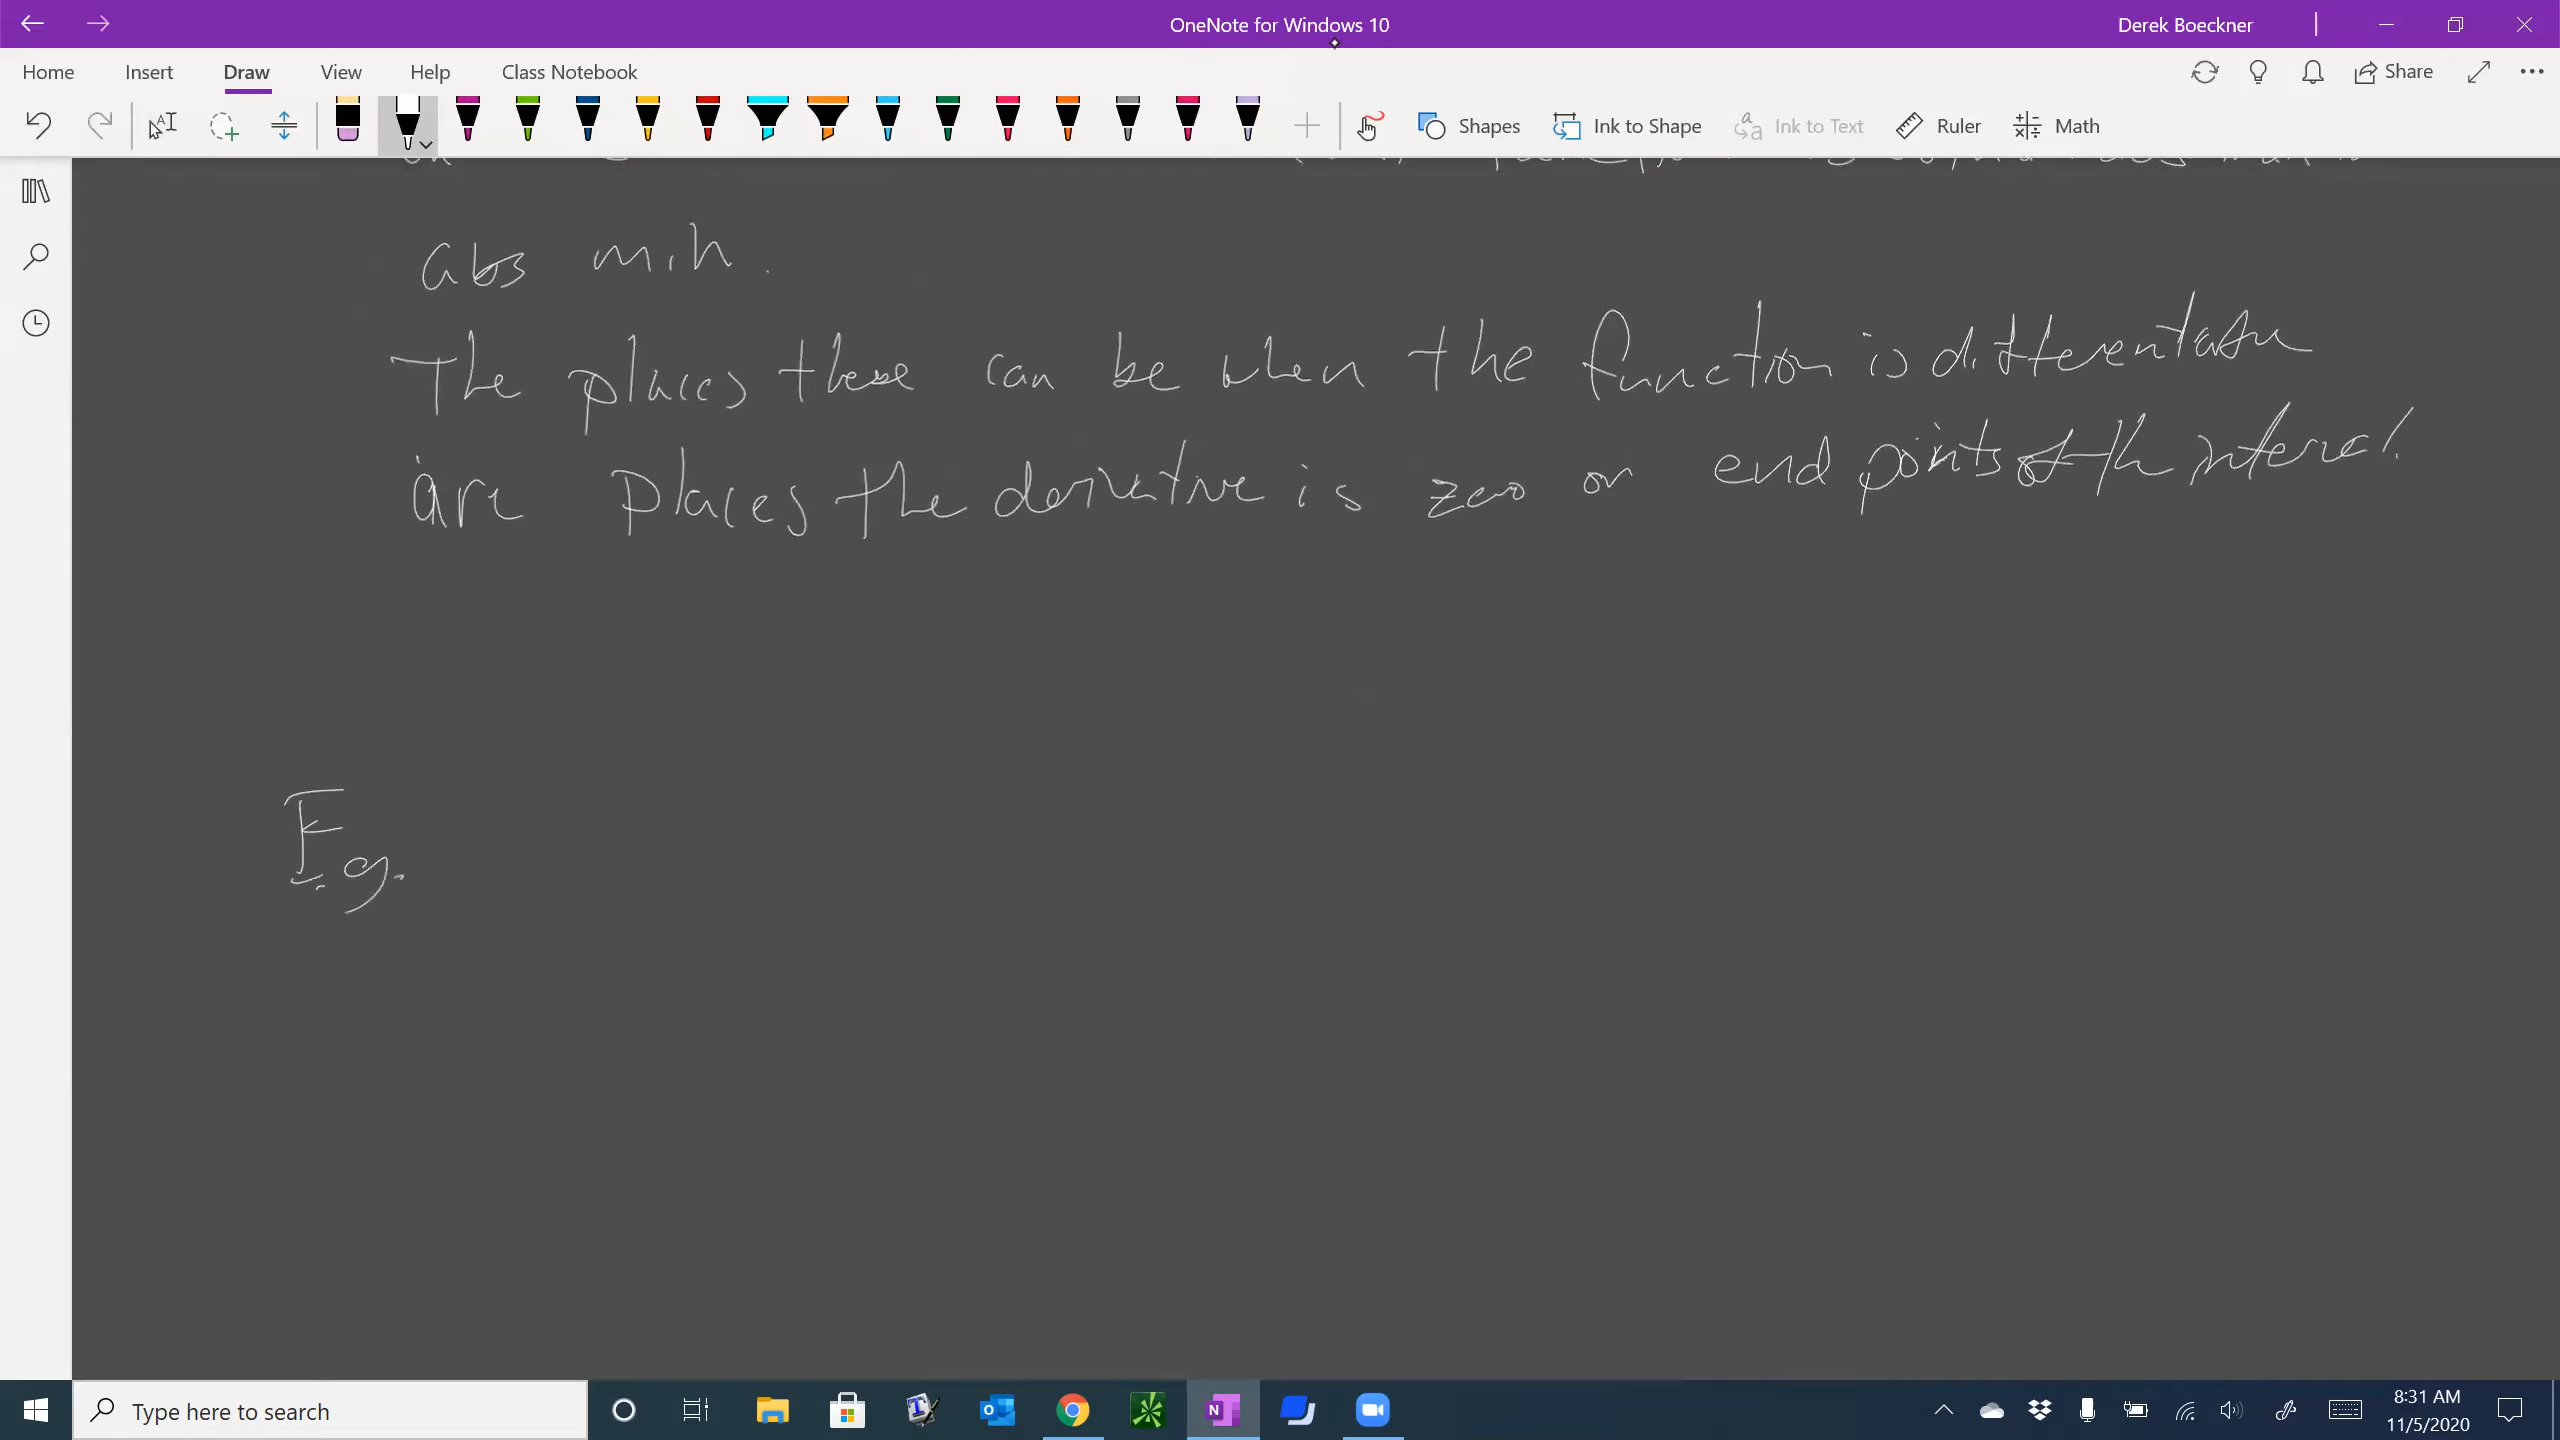 OneNote for Windows 10
Derek Boeckner
Home Insert Draw View Help Class Notebook
Share
Shapes Ink to Shape Ink to Text Ruler Math
abs min.
The places these can be when the function is differentiable
are places the derivative is zero or end points of the interval.
E.g.
Type here to search
8:31 AM
11/5/2020